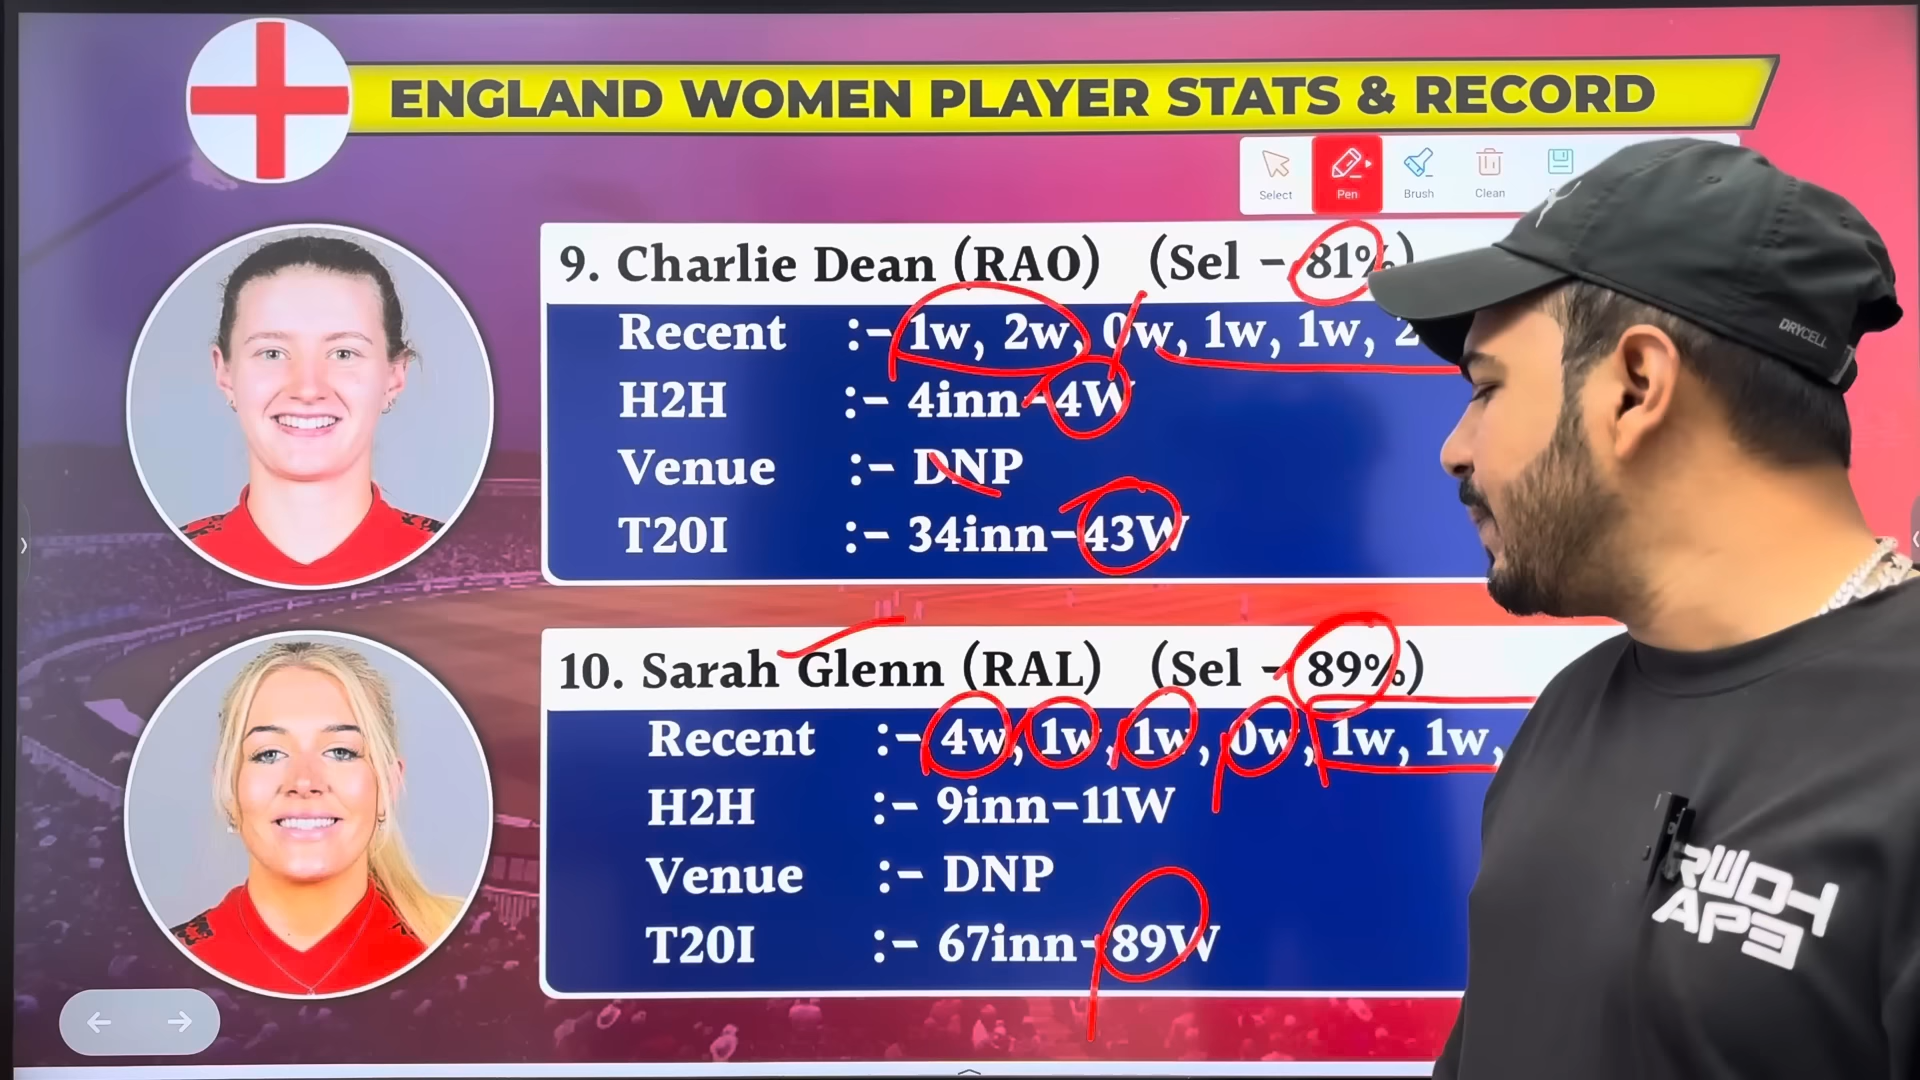 ENGLAND WOMEN PLAYER STATS & RECORD
Select
Pen
Brush
Clean
9. Charlie Dean (RAO) (Sel - 81%)
Recent :- 1w, 2w, 0w, 1w, 1w, 2
H2H :- 4inn-4W
Venue :- DNP
T20I :- 34inn-43W
10. Sarah Glenn (RAL) (Sel - 89%)
Recent :- 4w, 1w, 1w, 0w, 1w, 1w,
H2H :- 9inn-11W
Venue :- DNP
T20I :- 67inn-89W
DRYCELL